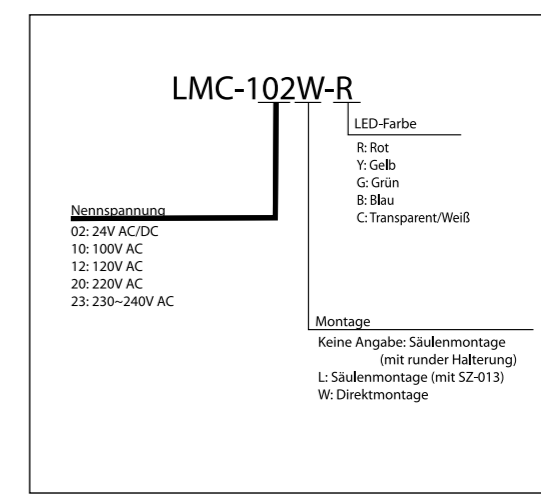 LMC-102W-R
LED-Farbe
R: Rot
Y: Gelb
G: Grün
B: Blau
C: Transparent/Weiß
Nennspannung
02: 24V AC/DC
10: 100V AC
12: 120V AC
20: 220V AC
23: 230~240V AC
Montage
Keine Angabe: Säulenmontage
(mit runder Halterung)
L: Säulenmontage (mit SZ-013)
W: Direktmontage